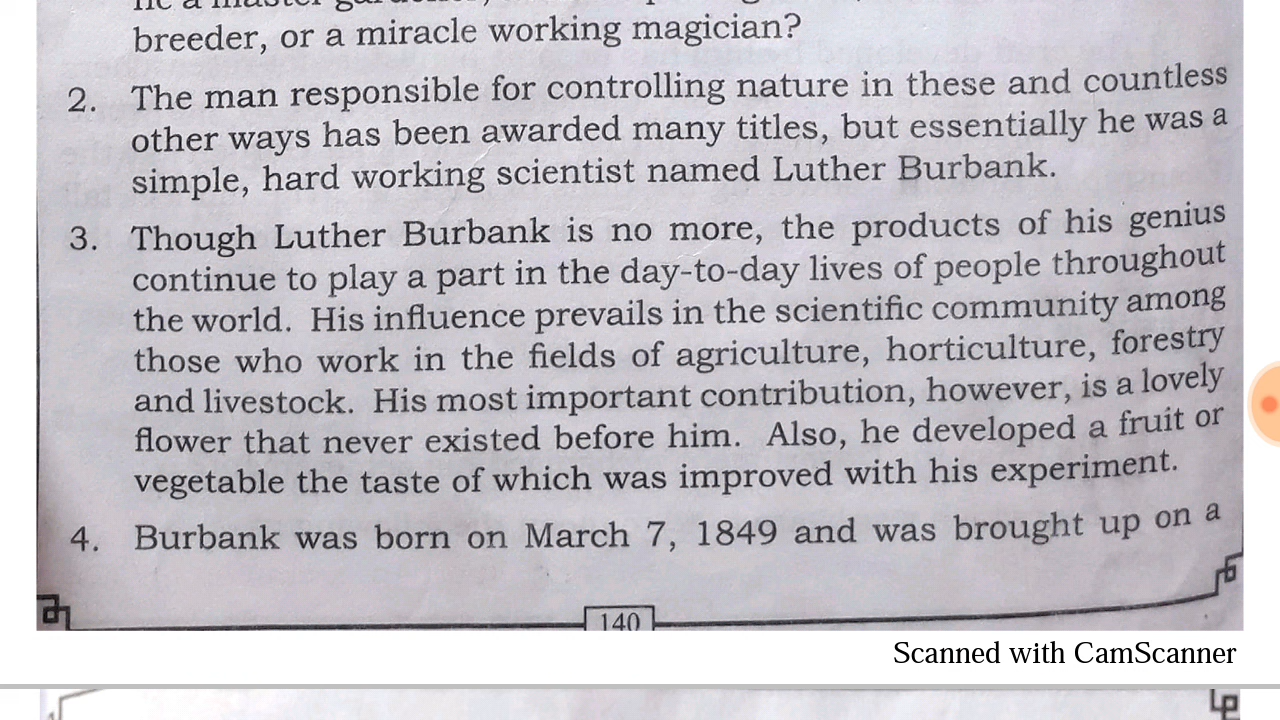 breeder, or a miracle working magician?
2. The man responsible for controlling nature in these and countless
other ways has been awarded many titles, but essentially he was a
simple, hard working scientist named Luther Burbank.
3. Though Luther Burbank is no more, the products of his genius
continue to play a part in the day-to-day lives of people throughout
the world. His influence prevails in the scientific community among
those who work in the fields of agriculture, horticulture, forestry
and livestock. His most important contribution, however, is a lovely
flower that never existed before him. Also, he developed a fruit or
vegetable the taste of which was improved with his experiment.
4. Burbank was born on March 7, 1849 and was brought up on a
140
Scanned with CamScanner